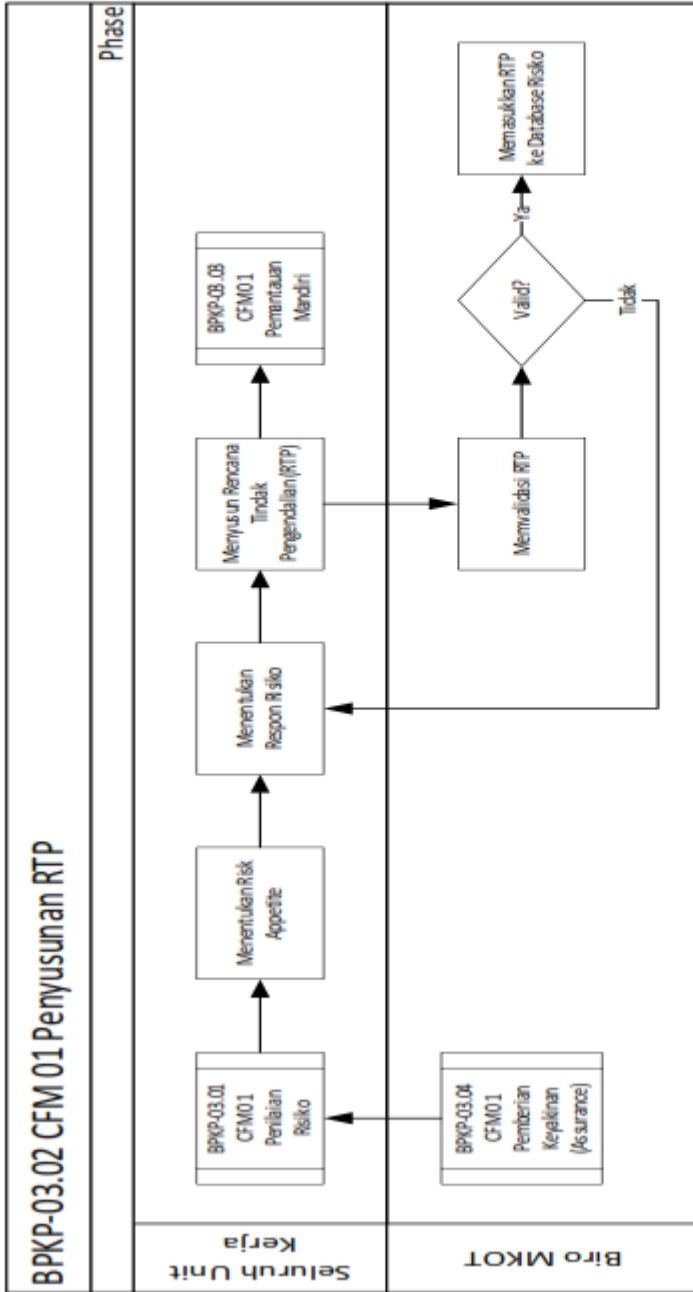 BPKP-03.02 CFM 01 Penyusunan RTP
Phase
Seluruh Unit
Kerja
BPKP-03.01
CFM01
Penilaian
Risiko
Menentukan Risk
Appetite
Menentukan
Respon Risiko
Menyusun Rencana
Tindak
Pengendalian (RTP)
BPKP-03.03
CFM01
Pemantauan
Mandiri
Biro MKOT
BPKP-03.04
CFM01
Pemberian
Keyakinan
(Assurance)
Memvalidasi RTP
Valid?
Ya
Tidak
Memasukkan RTP
ke Database Risiko